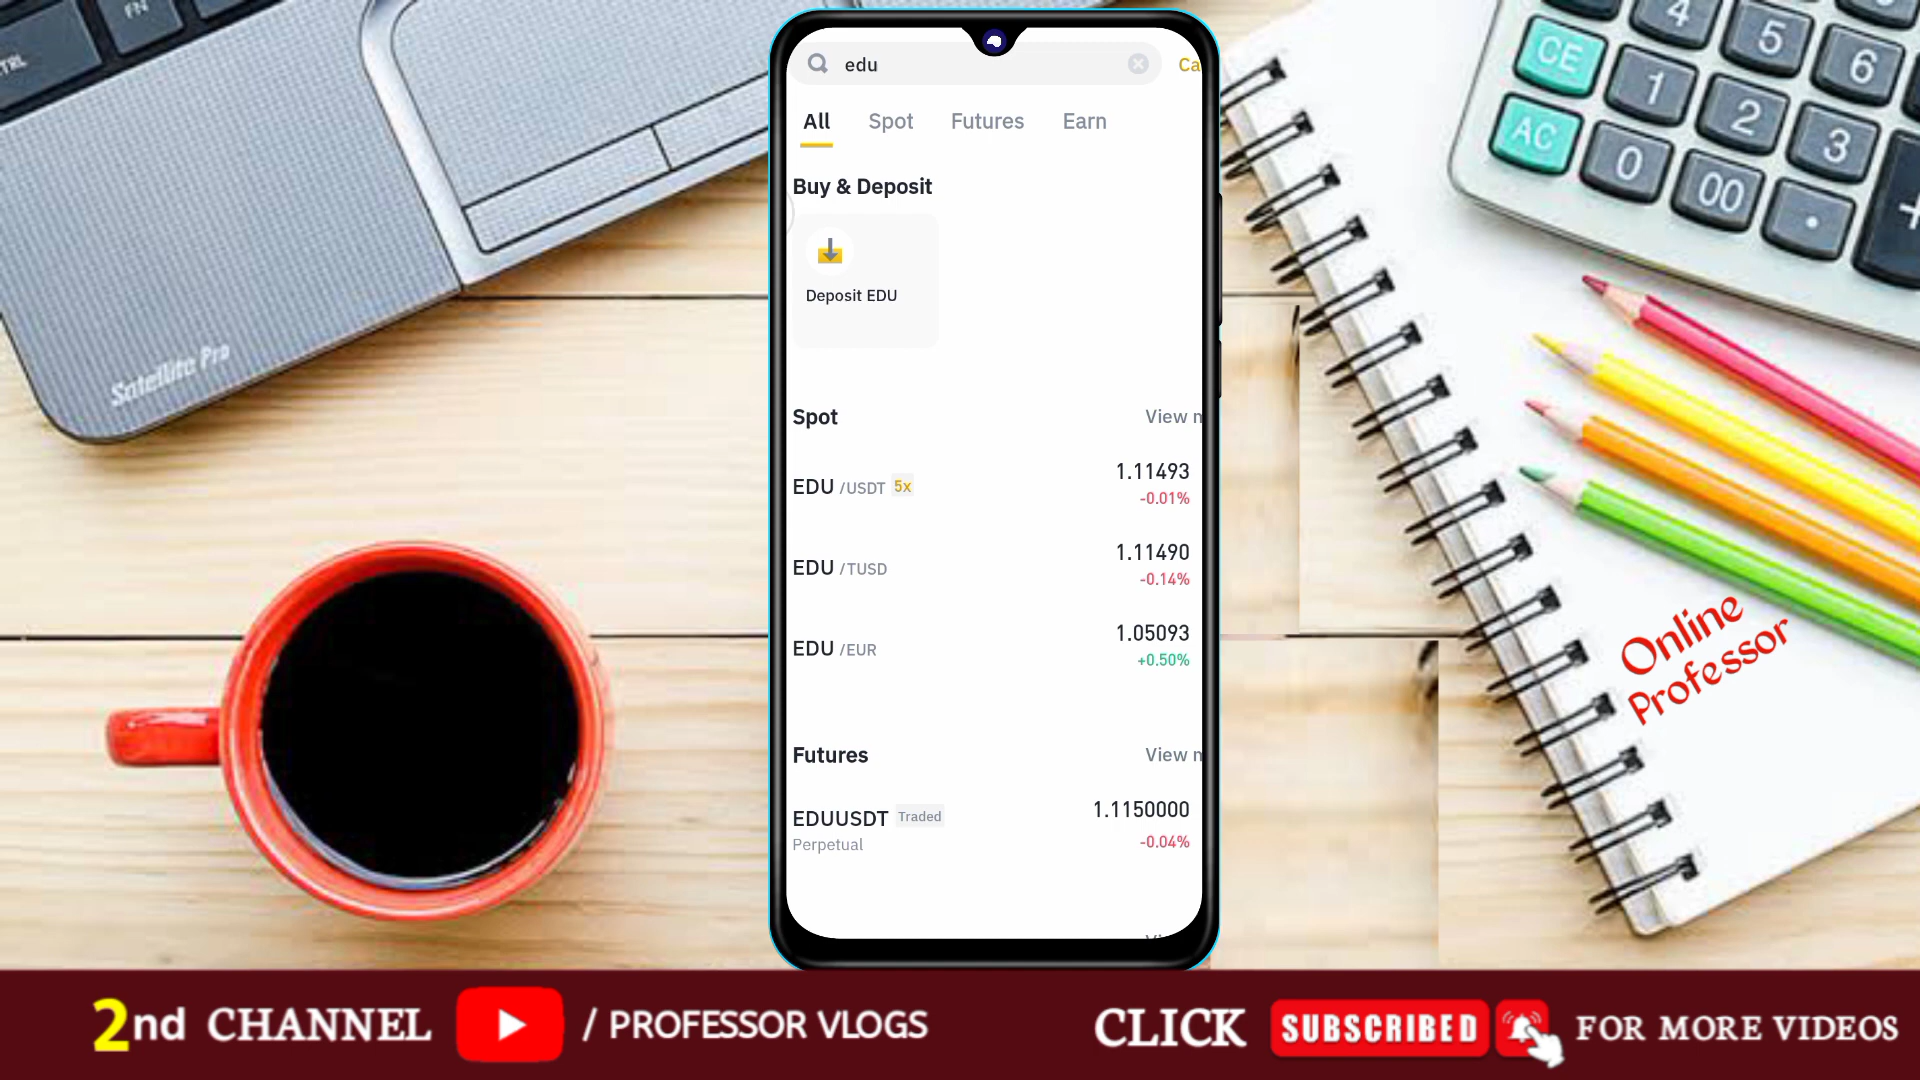 FN
CTRL
Satellite Pro
edu
Ca
All Spot Futures Earn
Buy & Deposit
Deposit EDU
Spot View
EDU /USDT 5x 1.11493
-0.01%
EDU /TUSD 1.11490
-0.14%
EDU /EUR 1.05093
+0.50%
Futures View
EDUUSDT Traded 1.1150000
Perpetual -0.04%
4 5 6
CE 1 2 3
AC 0 00 .
+
Online
Professor
2nd CHANNEL / PROFESSOR VLOGS
CLICK SUBSCRIBED FOR MORE VIDEOS